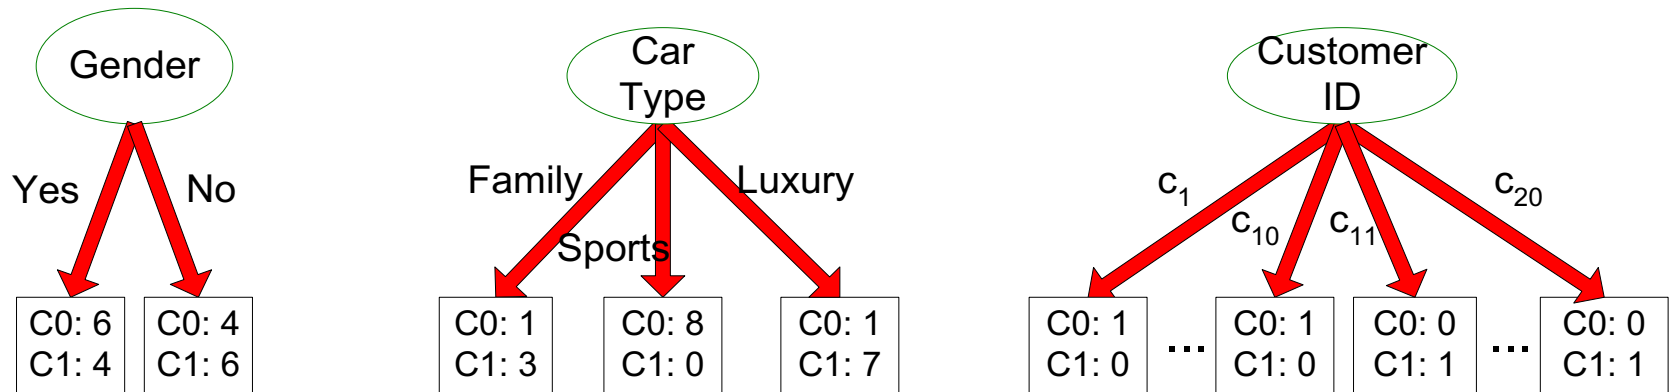 Gender
Yes
No
C0: 6
C1: 4
C0: 4
C1: 6
Car
Type
Family
Sports
Luxury
C0: 1
C1: 3
C0: 8
C1: 0
C0: 1
C1: 7
Customer
ID
c1
c10
c11
c20
C0: 1
C1: 0
...
C0: 1
C1: 0
C0: 0
C1: 1
...
C0: 0
C1: 1